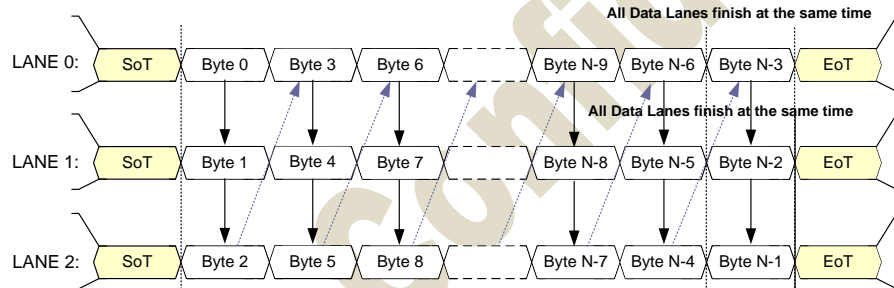 All Data Lanes finish at the same time
LANE 0: SoT Byte 0 Byte 3 Byte 6 Byte N-9 Byte N-6 Byte N-3 EoT
All Data Lanes finish at the same time
LANE 1: SoT Byte 1 Byte 4 Byte 7 Byte N-8 Byte N-5 Byte N-2 EoT
LANE 2: SoT Byte 2 Byte 5 Byte 8 Byte N-7 Byte N-4 Byte N-1 EoT
Confid